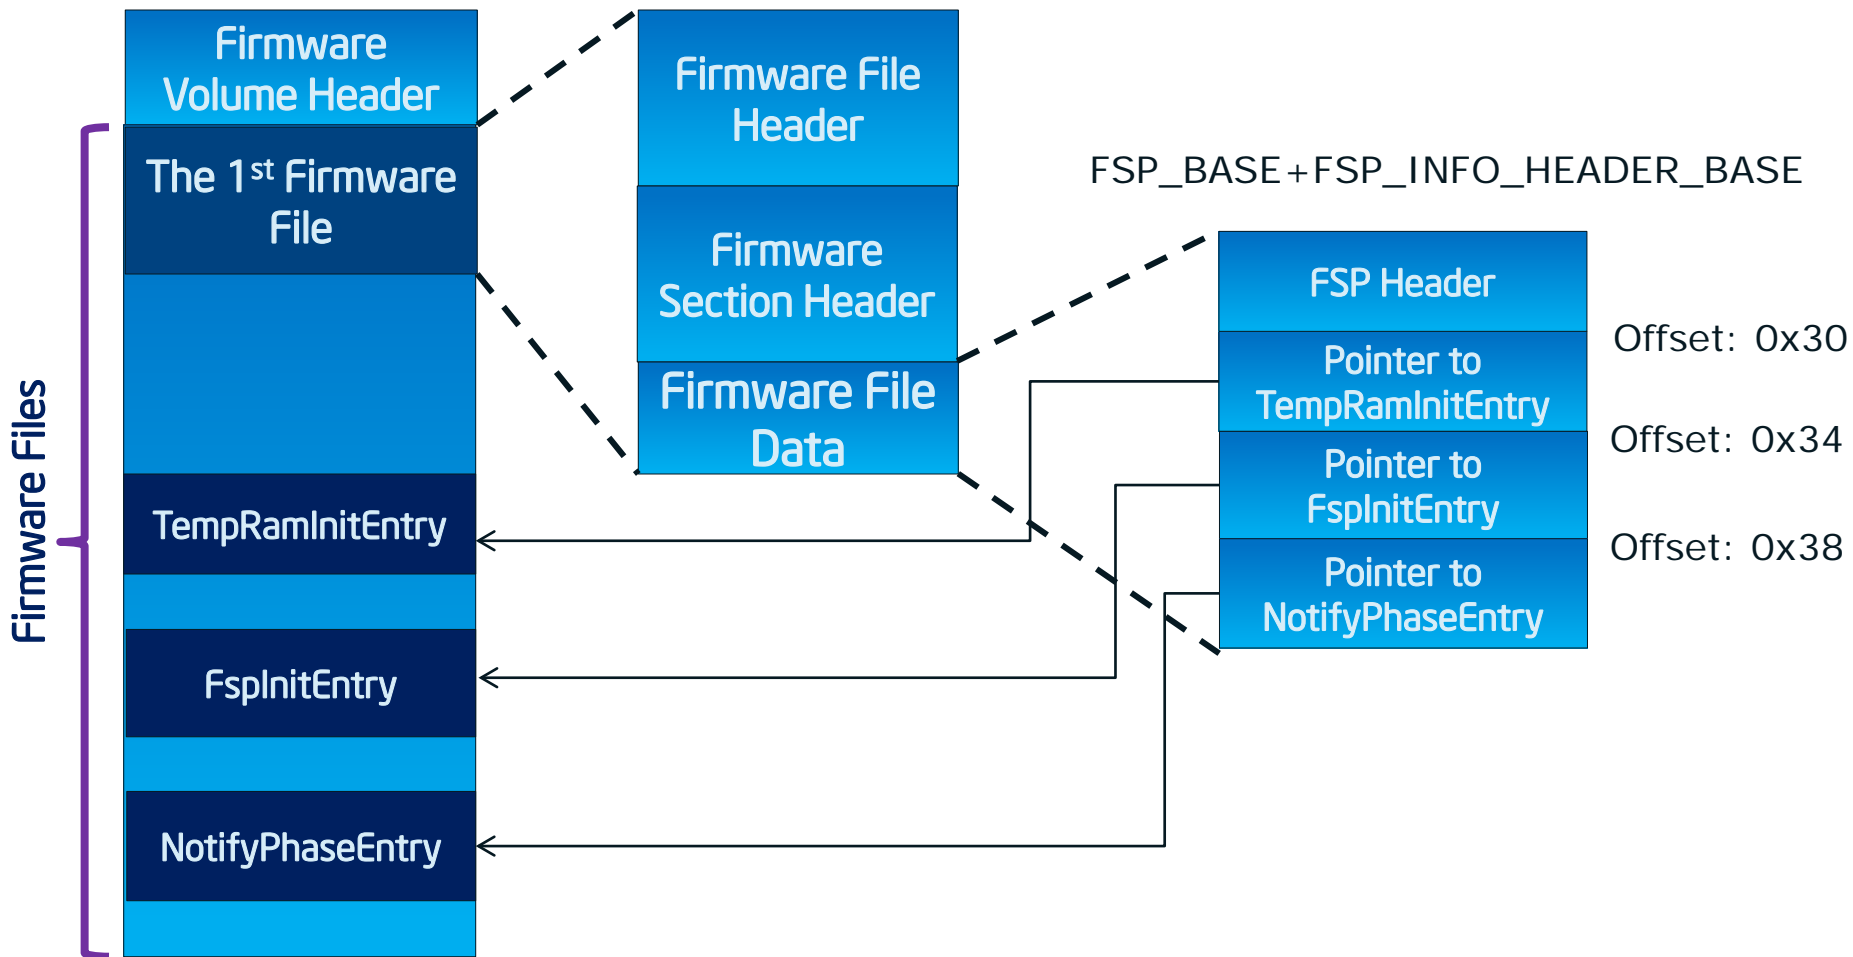 Firmware
Volume Header
The 1st Firmware
File
TempRamInitEntry
FspInitEntry
NotifyPhaseEntry
Firmware Files
Firmware File
Header
Firmware
Section Header
Firmware File
Data
FSP_BASE+FSP_INFO_HEADER_BASE
FSP Header
Pointer to
TempRamInitEntry
Pointer to
FspInitEntry
Pointer to
NotifyPhaseEntry
Offset: 0x30
Offset: 0x34
Offset: 0x38